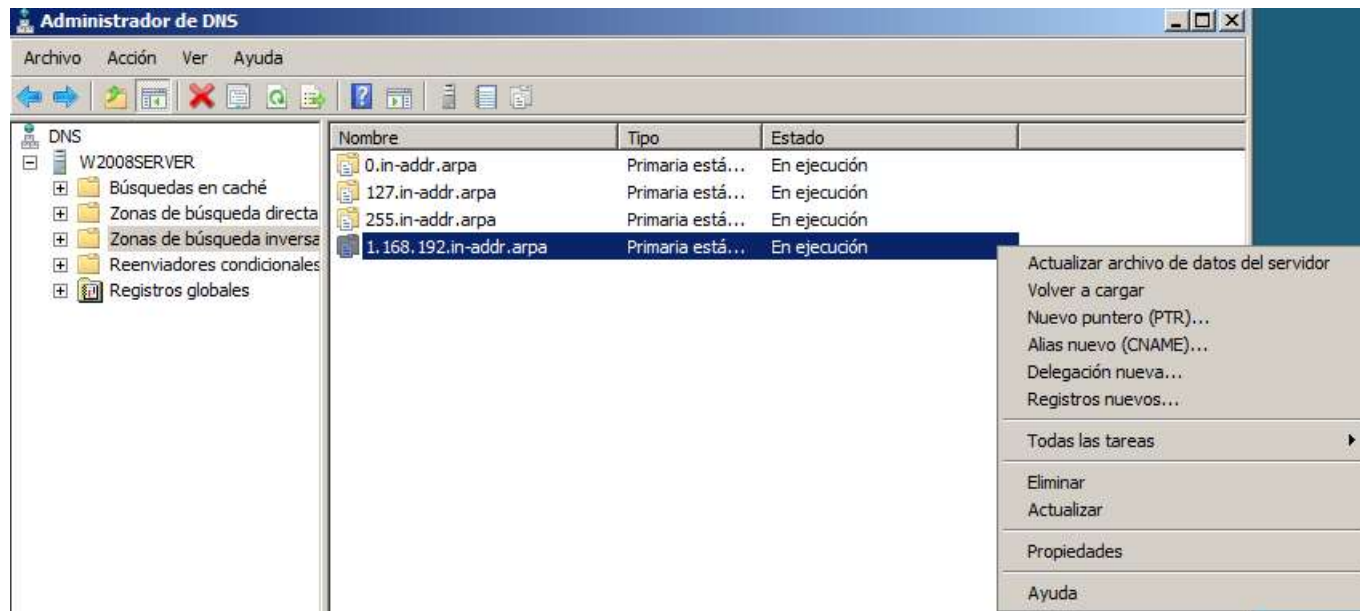 Administrador de DNS
Archivo Acción Ver Ayuda
DNS
W2008SERVER
Búsquedas en caché
Zonas de búsqueda directa
Zonas de búsqueda inversa
Reenviadores condicionales
Registros globales
Nombre Tipo Estado
0.in-addr.arpa Primaria está... En ejecución
127.in-addr.arpa Primaria está... En ejecución
255.in-addr.arpa Primaria está... En ejecución
1.168.192.in-addr.arpa Primaria está... En ejecución
Actualizar archivo de datos del servidor
Volver a cargar
Nuevo puntero (PTR)...
Alias nuevo (CNAME)...
Delegación nueva...
Registros nuevos...
Todas las tareas
Eliminar
Actualizar
Propiedades
Ayuda